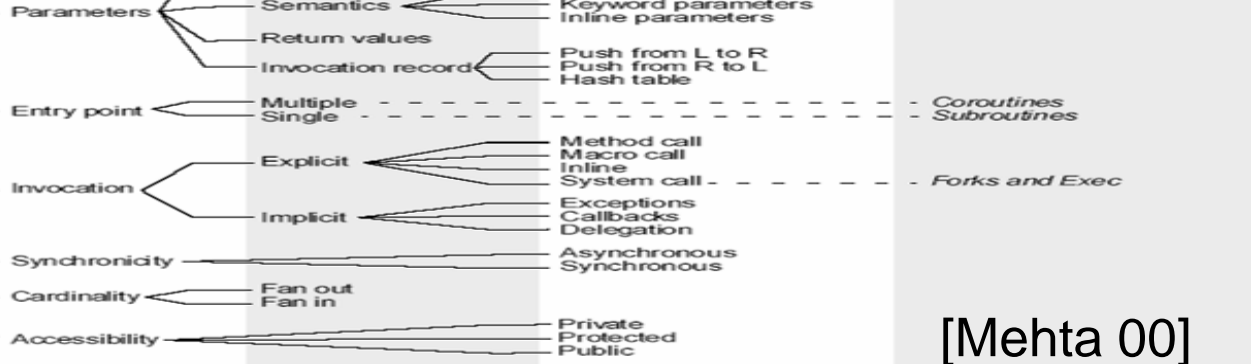 Keyword parameters
Parameters
Semantics
Inline parameters
Return values
Push from L to R
Invocation record
Push from R to L
Hash table
Entry point
Multiple
Coroutines
Single
Subroutines
Method call
Explicit
Macro call
Inline
Invocation
System call
Forks and Exec
Exceptions
Implicit
Callbacks
Delegation
Synchronicity
Asynchronous
Synchronous
Cardinality
Fan out
Fan in
Accessibility
Private
Protected
Public
[Mehta 00]